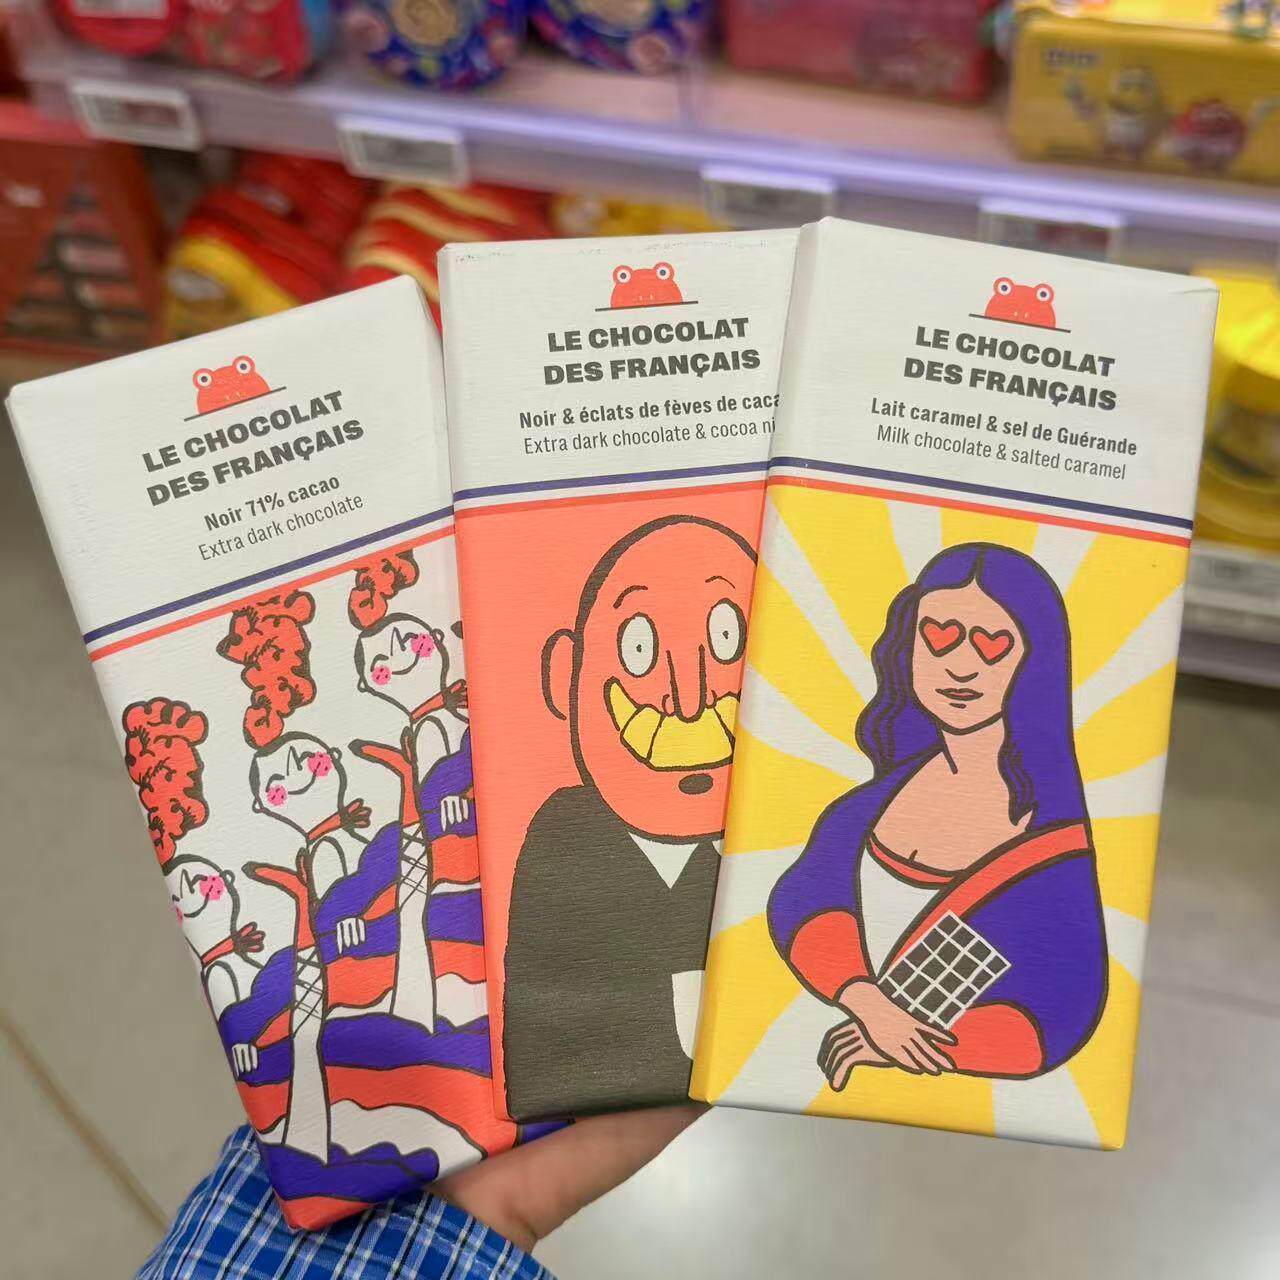 LE CHOCOLAT
DES FRANÇAIS
Noir 71% cacao
Extra dark chocolate
LE CHOCOLAT
DES FRANÇAIS
Noir & éclats de fèves de caca
Extra dark chocolate & cocoa ni
LE CHOCOLAT
DES FRANÇAIS
Lait caramel & sel de Guérande
Milk chocolate & salted caramel